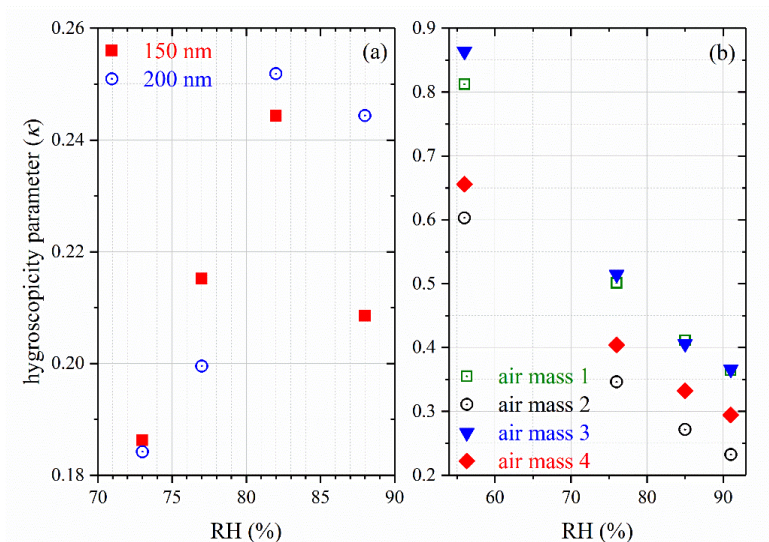 hygroscopicity parameter (κ)
(a)
150 nm
200 nm
0.26
0.24
0.22
0.20
0.18
70 75 80 85 90
RH (%)
(b)
0.9
0.8
0.7
0.6
0.5
0.4
0.3
0.2
air mass 1
air mass 2
air mass 3
air mass 4
60 70 80 90
RH (%)